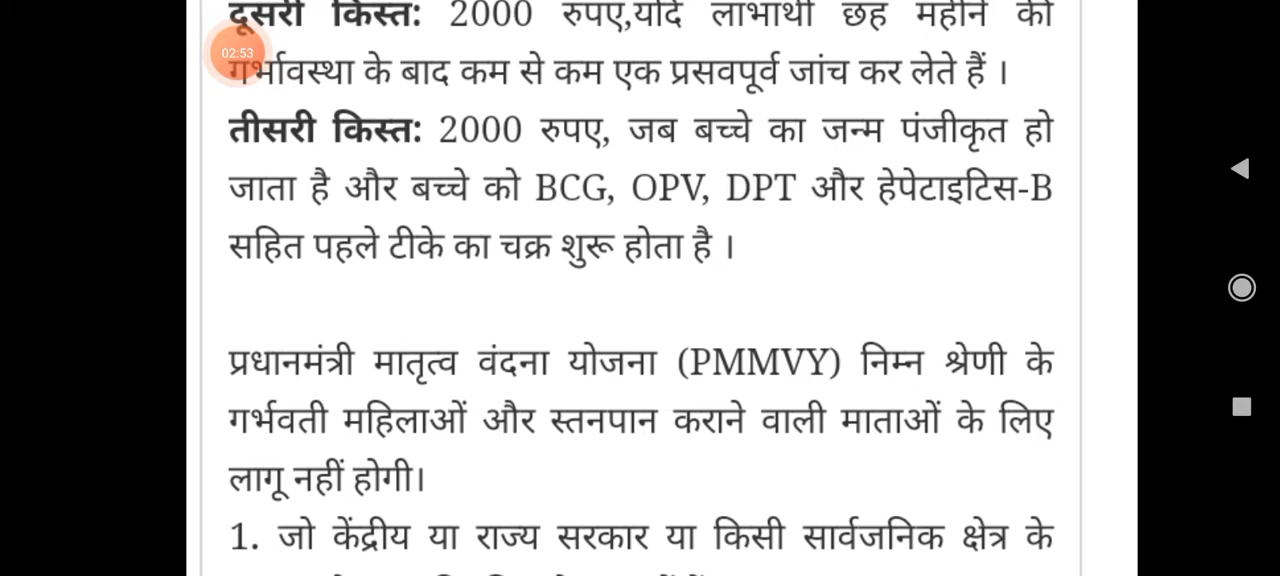 दूसरी किस्त: 2000 रुपए,यदि लाभार्थी छह महीने की
02:53
गर्भावस्था के बाद कम से कम एक प्रसवपूर्व जांच कर लेते हैं ।
तीसरी किस्त: 2000 रुपए, जब बच्चे का जन्म पंजीकृत हो
जाता है और बच्चे को BCG, OPV, DPT और हेपेटाइटिस-B
सहित पहले टीके का चक्र शुरू होता है ।
प्रधानमंत्री मातृत्व वंदना योजना (PMMVY) निम्न श्रेणी के
गर्भवती महिलाओं और स्तनपान कराने वाली माताओं के लिए
लागू नहीं होगी।
1. जो केंद्रीय या राज्य सरकार या किसी सार्वजनिक क्षेत्र के